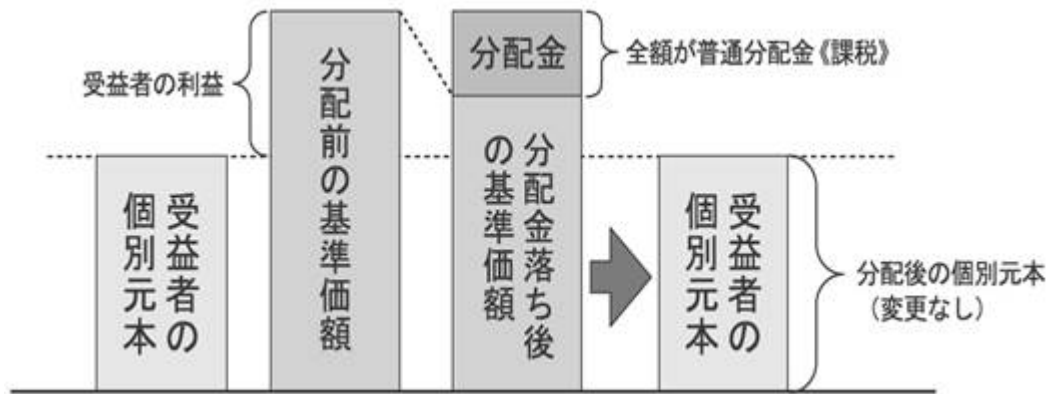 受益者の利益
受益者の
個別元本
分配前の基準価額
分配金
全額が普通分配金《課税》
分配金落ち後
の基準価額
受益者の
個別元本
分配後の個別元本
（変更なし）